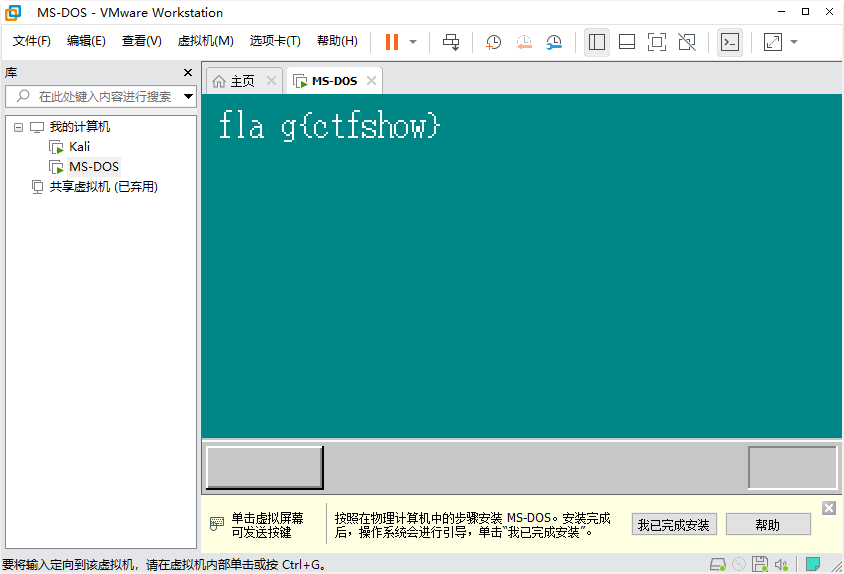 MS-DOS - VMware Workstation
文件(F) 编辑(E) 查看(V) 虚拟机(M) 选项卡(T) 帮助(H)
库
在此处键入内容进行搜索
我的计算机
Kali
MS-DOS
共享虚拟机 (已弃用)
主页
MS-DOS
fla g{ctfshow}
单击虚拟屏幕
可发送按键
按照在物理计算机中的步骤安装 MS-DOS。安装完成
后，操作系统会进行引导，单击“我已完成安装”。
我已完成安装
帮助
要将输入定向到该虚拟机，请在虚拟机内部单击或按 Ctrl+G。